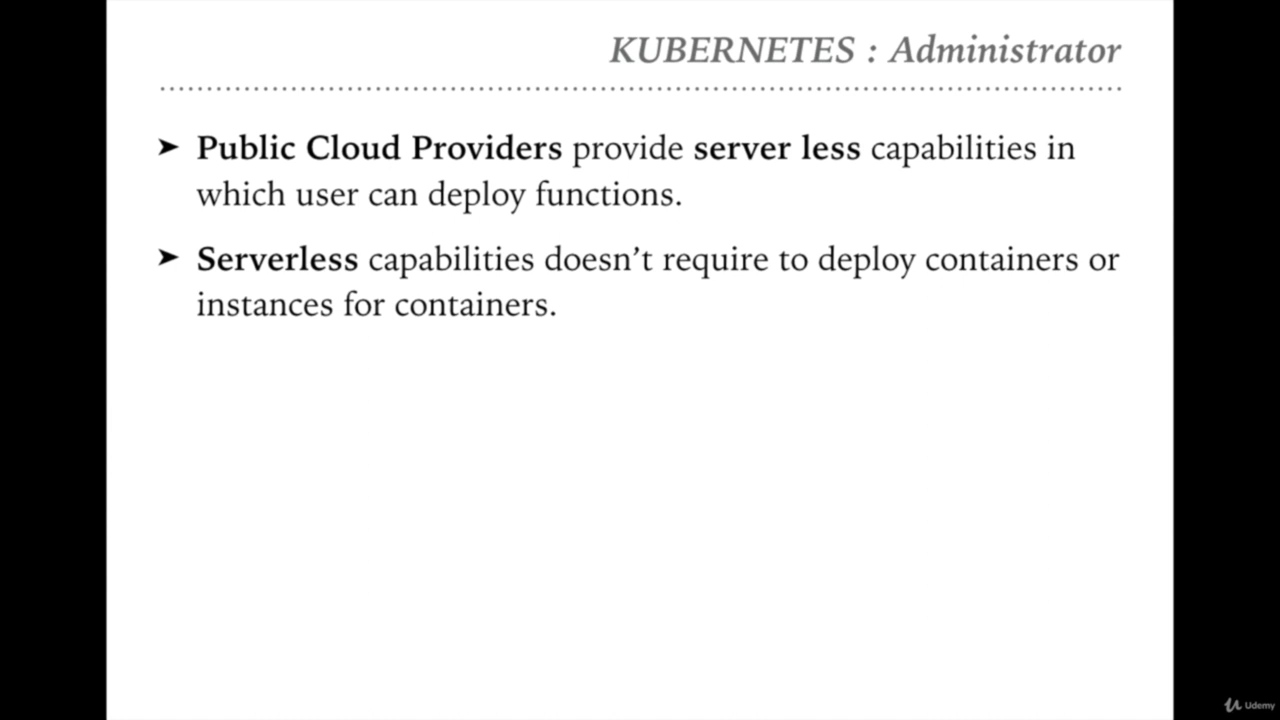 KUBERNETES : Administrator
➤ Public Cloud Providers provide server less capabilities in
which user can deploy functions.
➤ Serverless capabilities doesn’t require to deploy containers or
instances for containers.
Udemy